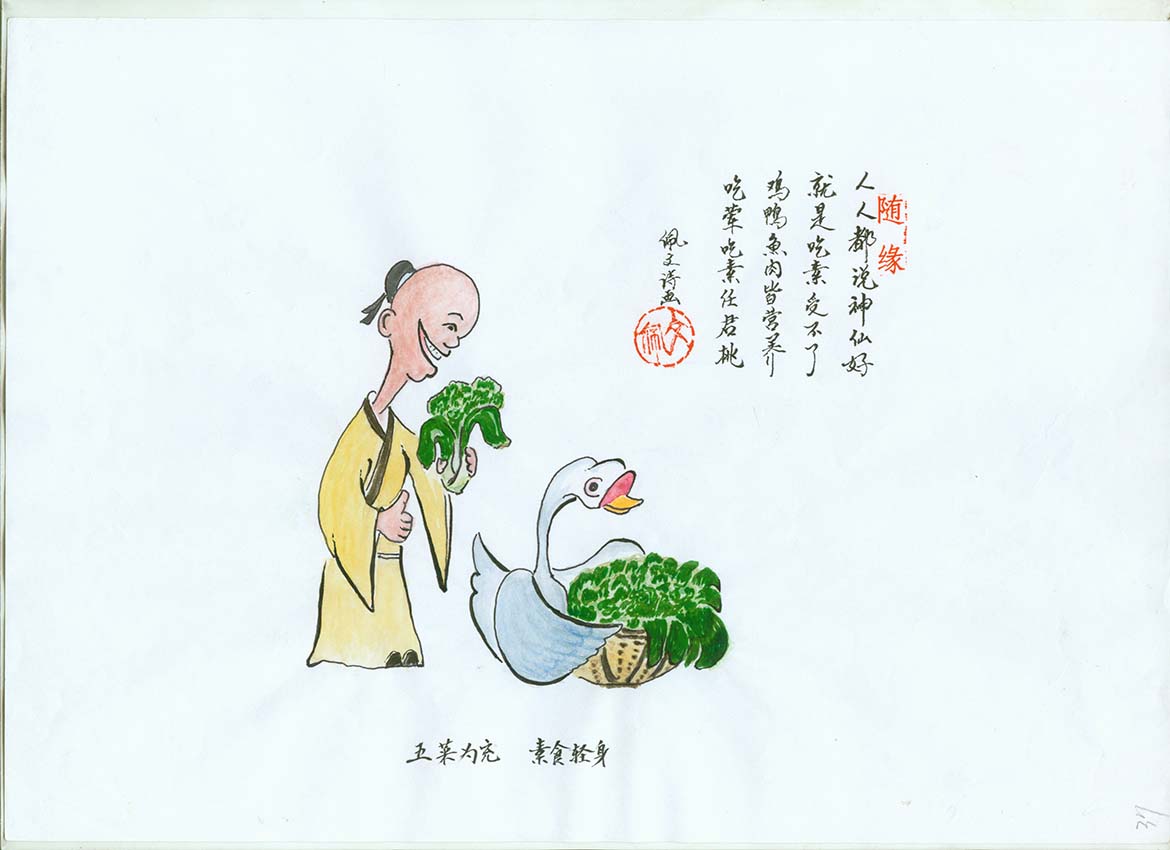 随缘
人人都说神仙好
就是吃素受不了
鸡鸭鱼肉皆营养
吃荤吃素任君挑
佩文诗画
佩文
五菜为充 素食轻身
37